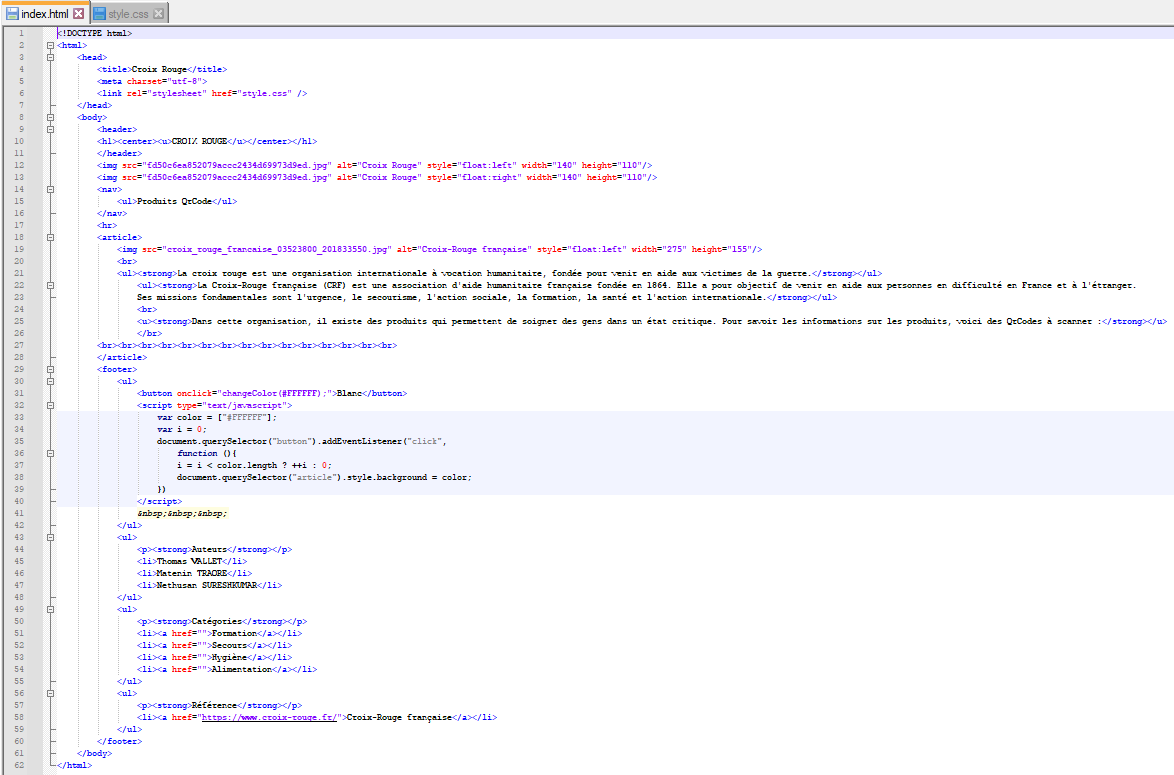 index.html style.css
1 <!DOCTYPE html>
2 <html>
3 <head>
4 <title>Croix Rouge</title>
5 <meta charset="utf-8">
6 <link rel="stylesheet" href="style.css" />
7 </head>
8 <body>
9 <header>
10 <h1><center><u>CROIX ROUGE</u></center></h1>
11 </header>
12 <img src="fd50c6ea852079accc2434d69973d9ed.jpg" alt="Croix Rouge" style="float:left" width="140" height="110"/>
13 <img src="fd50c6ea852079accc2434d69973d9ed.jpg" alt="Croix Rouge" style="float:right" width="140" height="110"/>
14 <nav>
15 <ul>Produits QrCode</ul>
16 </nav>
17 <hr>
18 <article>
19 <img src="croix_rouge_francaise_03523800_201833550.jpg" alt="Croix-Rouge française" style="float:left" width="275" height="155"/>
20 <br>
21 <ul><strong>La croix rouge est une organisation internationale à vocation humanitaire, fondée pour venir en aide aux victimes de la guerre.</strong></ul>
22 <ul><strong>La Croix-Rouge française (CRF) est une association d'aide humanitaire française fondée en 1864. Elle a pour objectif de venir en aide aux personnes en difficulté en France et à l'étranger.
23 Ses missions fondamentales sont l'urgence, le secourisme, l'action sociale, la formation, la santé et l'action internationale.</strong></ul>
24 <br>
25 <u><strong>Dans cette organisation, il existe des produits qui permettent de soigner des gens dans un état critique. Pour savoir les informations sur les produits, voici des QrCodes à scanner :</strong></u>
26 </br>
27 <br><br><br><br><br><br><br><br><br><br><br><br><br><br><br>
28 </article>
29 <footer>
30 <ul>
31 <button onclick="changeColor(#FFFFFF);">Blanc</button>
32 <script type="text/javascript">
33 var color = ["#FFFFFF"];
34 var i = 0;
35 document.querySelector("button").addEventListener("click",
36 function (){
37 i = i < color.length ? ++i : 0;
38 document.querySelector("article").style.background = color;
39 })
40 </script>
41 &nbsp;&nbsp;&nbsp;
42 </ul>
43 <ul>
44 <p><strong>Auteurs</strong></p>
45 <li>Thomas VALLET</li>
46 <li>Matenin TRAORE</li>
47 <li>Nethusan SURESHKUMAR</li>
48 </ul>
49 <ul>
50 <p><strong>Catégories</strong></p>
51 <li><a href="">Formation</a></li>
52 <li><a href="">Secours</a></li>
53 <li><a href="">Hygiène</a></li>
54 <li><a href="">Alimentation</a></li>
55 </ul>
56 <ul>
57 <p><strong>Référence</strong></p>
58 <li><a href="https://www.croix-rouge.fr/">Croix-Rouge française</a></li>
59 </ul>
60 </footer>
61 </body>
62 </html>